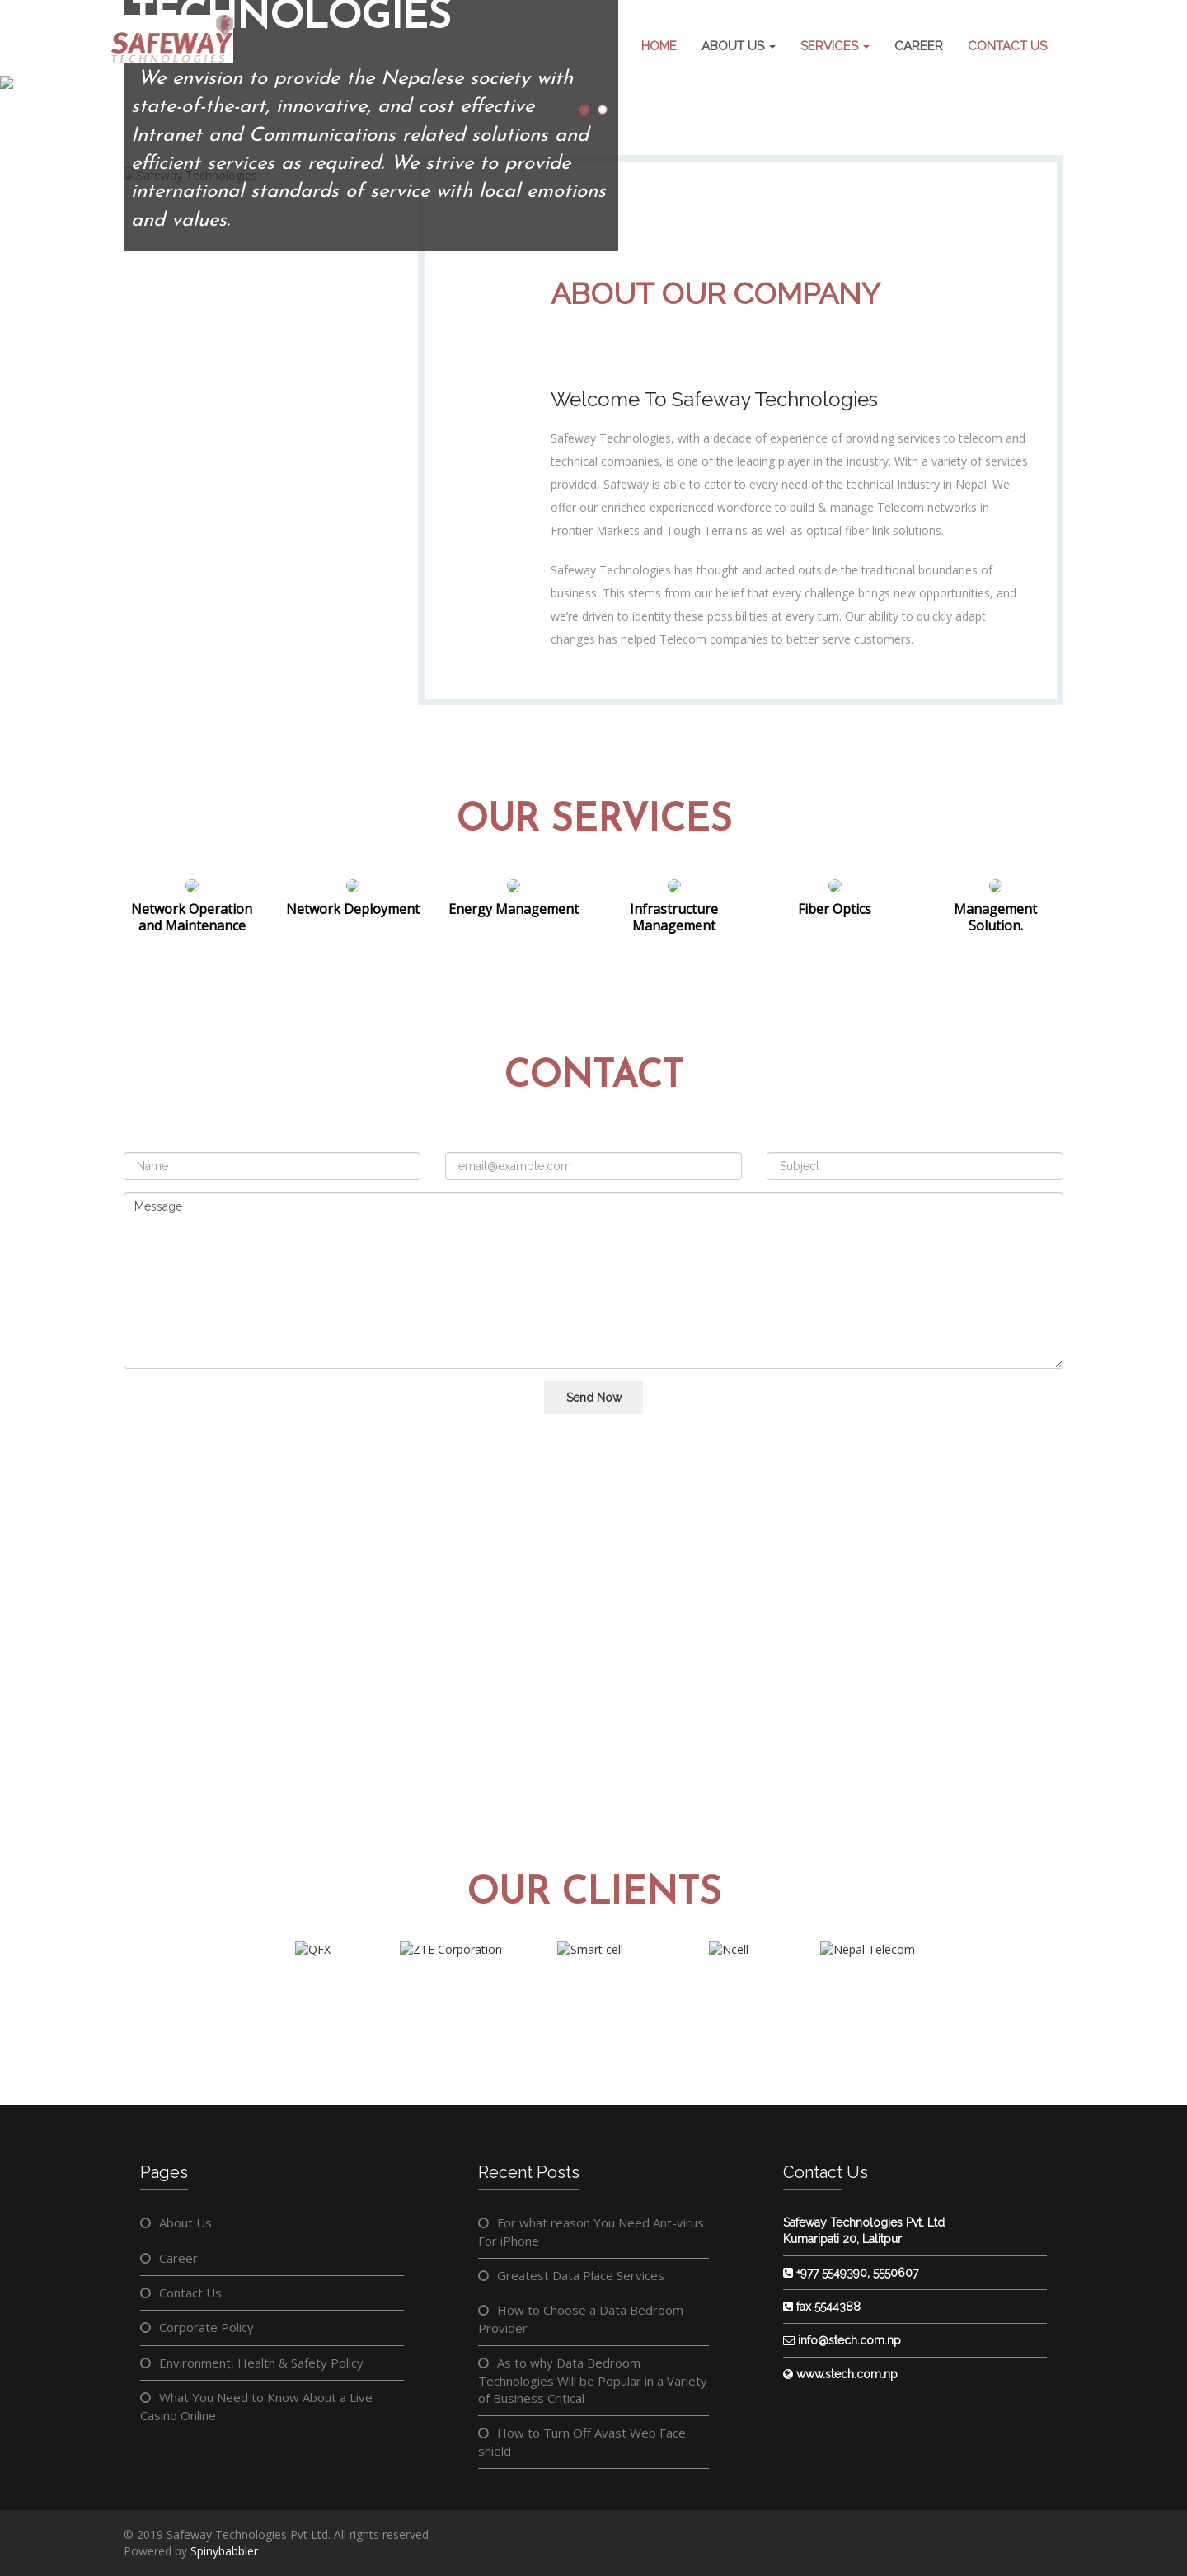 TECHNOLOGIES
SAFEWAY
TECHNOLOGIES
HOME
ABOUT US
SERVICES
CAREER
CONTACT US
We envision to provide the Nepalese society with
state-of-the-art, innovative, and cost effective
Intranet and Communications related solutions and
efficient services as required. We strive to provide
international standards of service with local emotions
and values.
Safeway Technologies
ABOUT OUR COMPANY
Welcome To Safeway Technologies
Safeway Technologies, with a decade of experience of providing services to telecom and
technical companies, is one of the leading player in the industry. With a variety of services
provided, Safeway is able to cater to every need of the technical Industry in Nepal. We
offer our enriched experienced workforce to build & manage Telecom networks in
Frontier Markets and Tough Terrains as well as optical fiber link solutions.
Safeway Technologies has thought and acted outside the traditional boundaries of
business. This stems from our belief that every challenge brings new opportunities, and
we're driven to identity these possibilities at every turn. Our ability to quickly adapt
changes has helped Telecom companies to better serve customers.
OUR SERVICES
Network Operation
and Maintenance
Network Deployment
Energy Management
Infrastructure
Management
Fiber Optics
Management
Solution.
CONTACT
Name
email@example.com
Subject
Message
Send Now
OUR CLIENTS
QFX
ZTE Corporation
Smart cell
Ncell
Nepal Telecom
Pages
About Us
Career
Contact Us
Corporate Policy
Environment, Health & Safety Policy
What You Need to Know About a Live
Casino Online
Recent Posts
For what reason You Need Ant-virus
For iPhone
Greatest Data Place Services
How to Choose a Data Bedroom
Provider
As to why Data Bedroom
Technologies Will be Popular in a Variety
of Business Critical
How to Turn Off Avast Web Face
shield
Contact Us
Safeway Technologies Pvt. Ltd
Kumaripati 20, Lalitpur
+977 5549390, 5550607
fax 5544388
info@stech.com.np
www.stech.com.np
© 2019 Safeway Technologies Pvt Ltd. All rights reserved
Powered by Spinybabbler